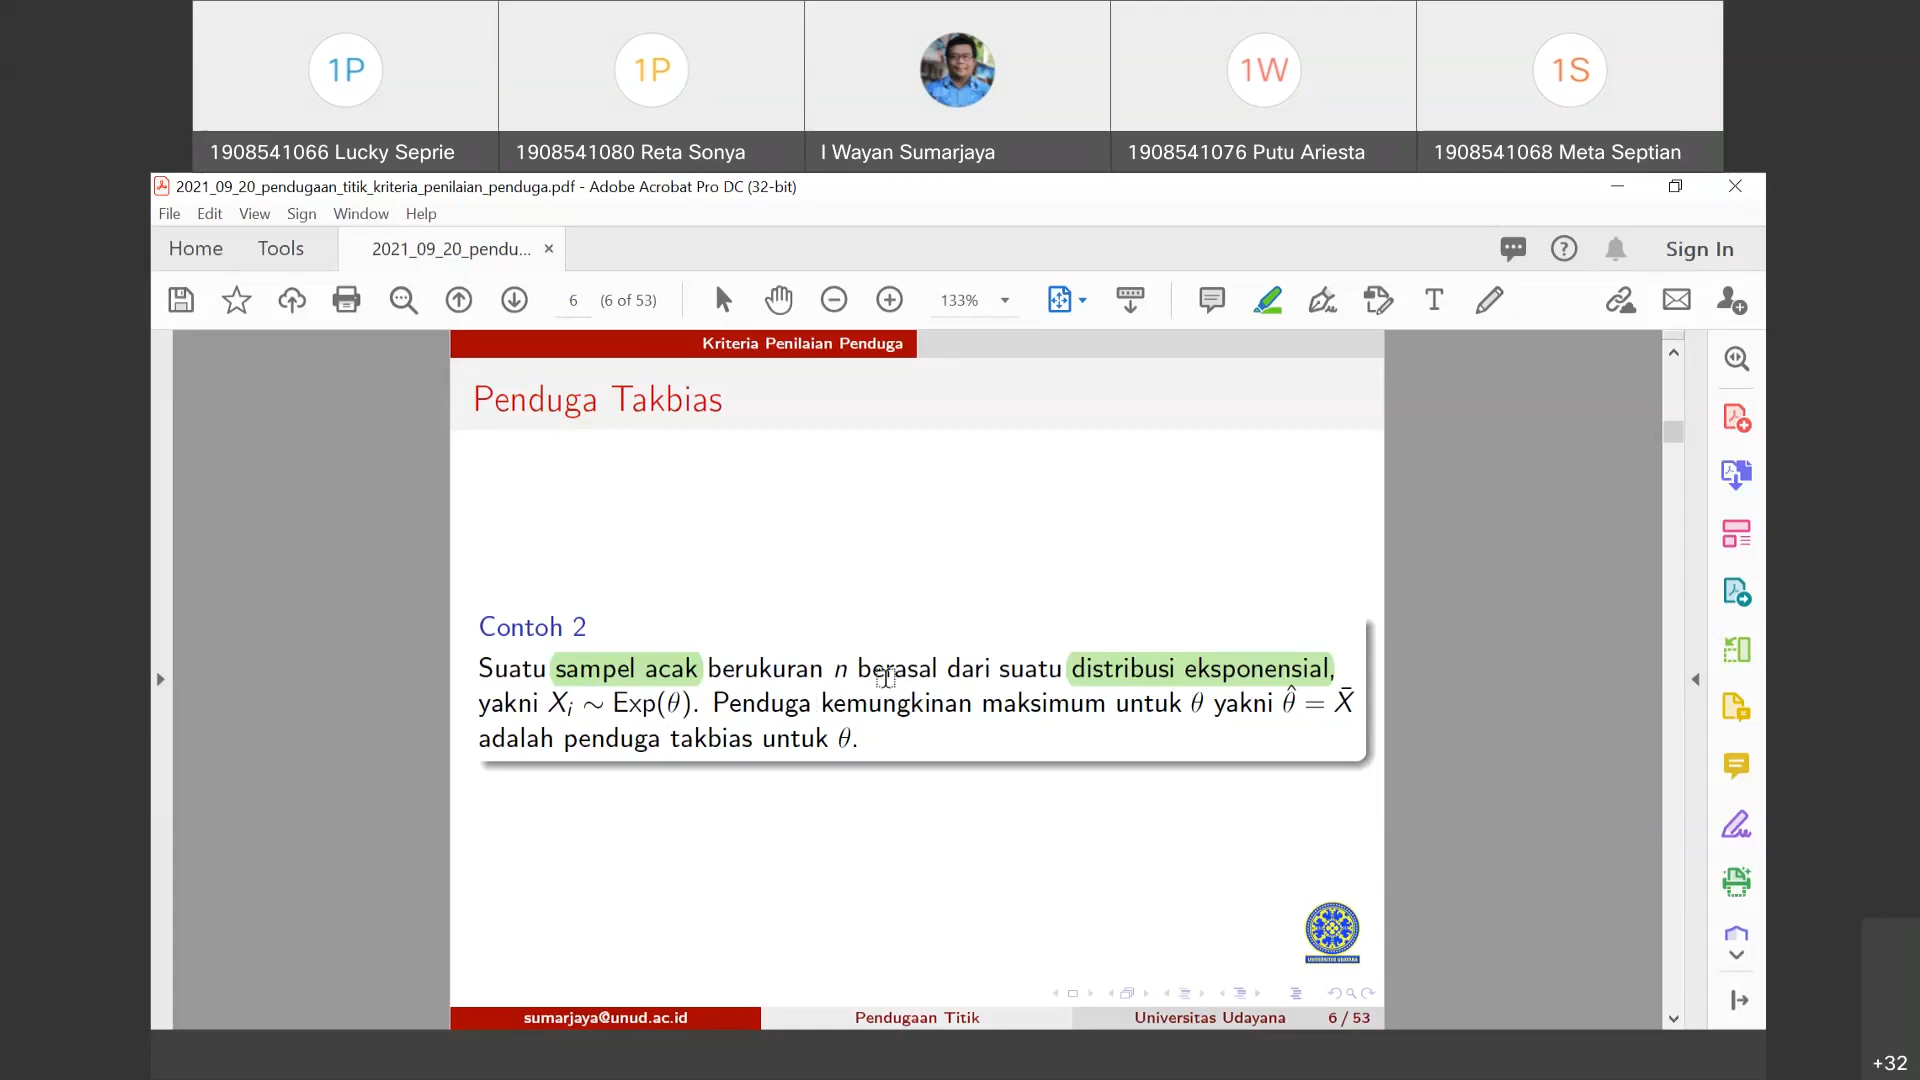 1P
1P
1W
1S
1908541066 Lucky Seprie
1908541080 Reta Sonya
I Wayan Sumarjaya
1908541076 Putu Ariesta
1908541068 Meta Septian
2021_09_20_pendugaan_titik_kriteria_penilaian_penduga.pdf - Adobe Acrobat Pro DC (32-bit)
File Edit View Sign Window Help
Home Tools 2021_09_20_pendu... × Sign In
6 (6 of 53) 133%
Kriteria Penilaian Penduga
Penduga Takbias
Contoh 2
Suatu sampel acak berukuran n berasal dari suatu distribusi eksponensial,
yakni Xᵢ ∼ Exp(θ). Penduga kemungkinan maksimum untuk θ yakni θ̂ = X̄
adalah penduga takbias untuk θ.
UNIVERSITAS UDAYANA
sumarjaya@unud.ac.id Pendugaan Titik Universitas Udayana 6 / 53
+32